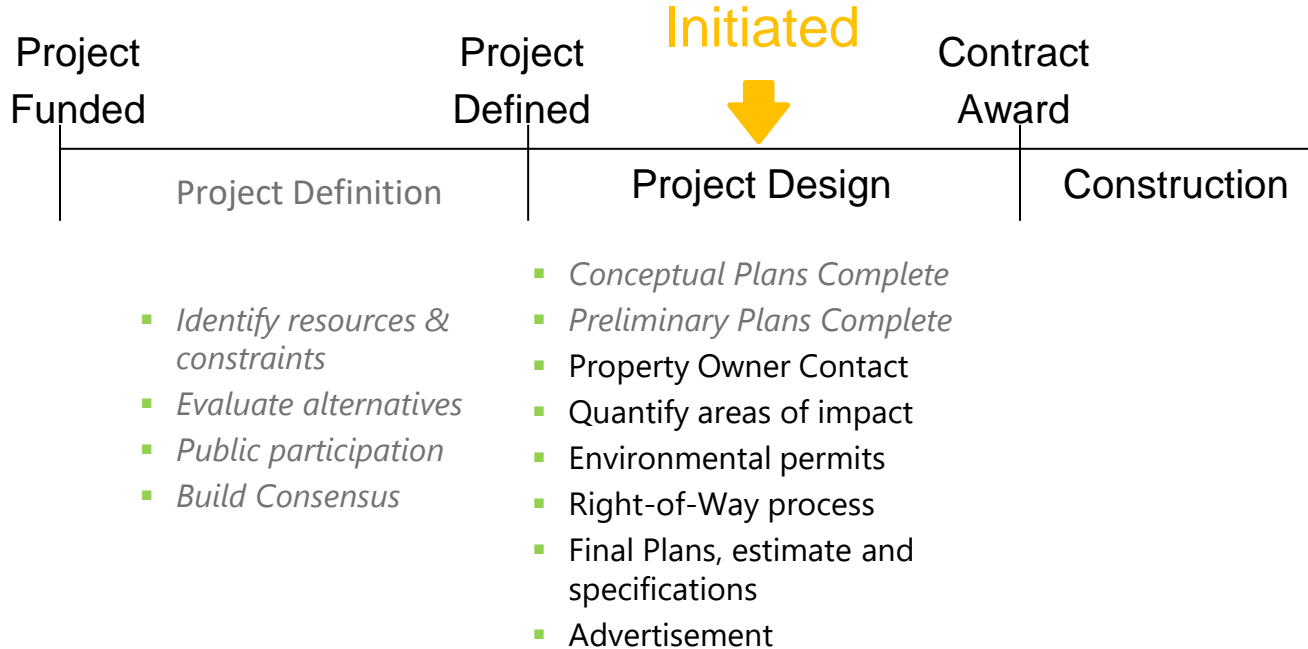 Initiated
Project
Funded
Project
Defined
Contract
Award
Project Definition
Project Design
Construction
Identify resources &
constraints
Evaluate alternatives
Public participation
Build Consensus
Conceptual Plans Complete
Preliminary Plans Complete
Property Owner Contact
Quantify areas of impact
Environmental permits
Right-of-Way process
Final Plans, estimate and
specifications
Advertisement